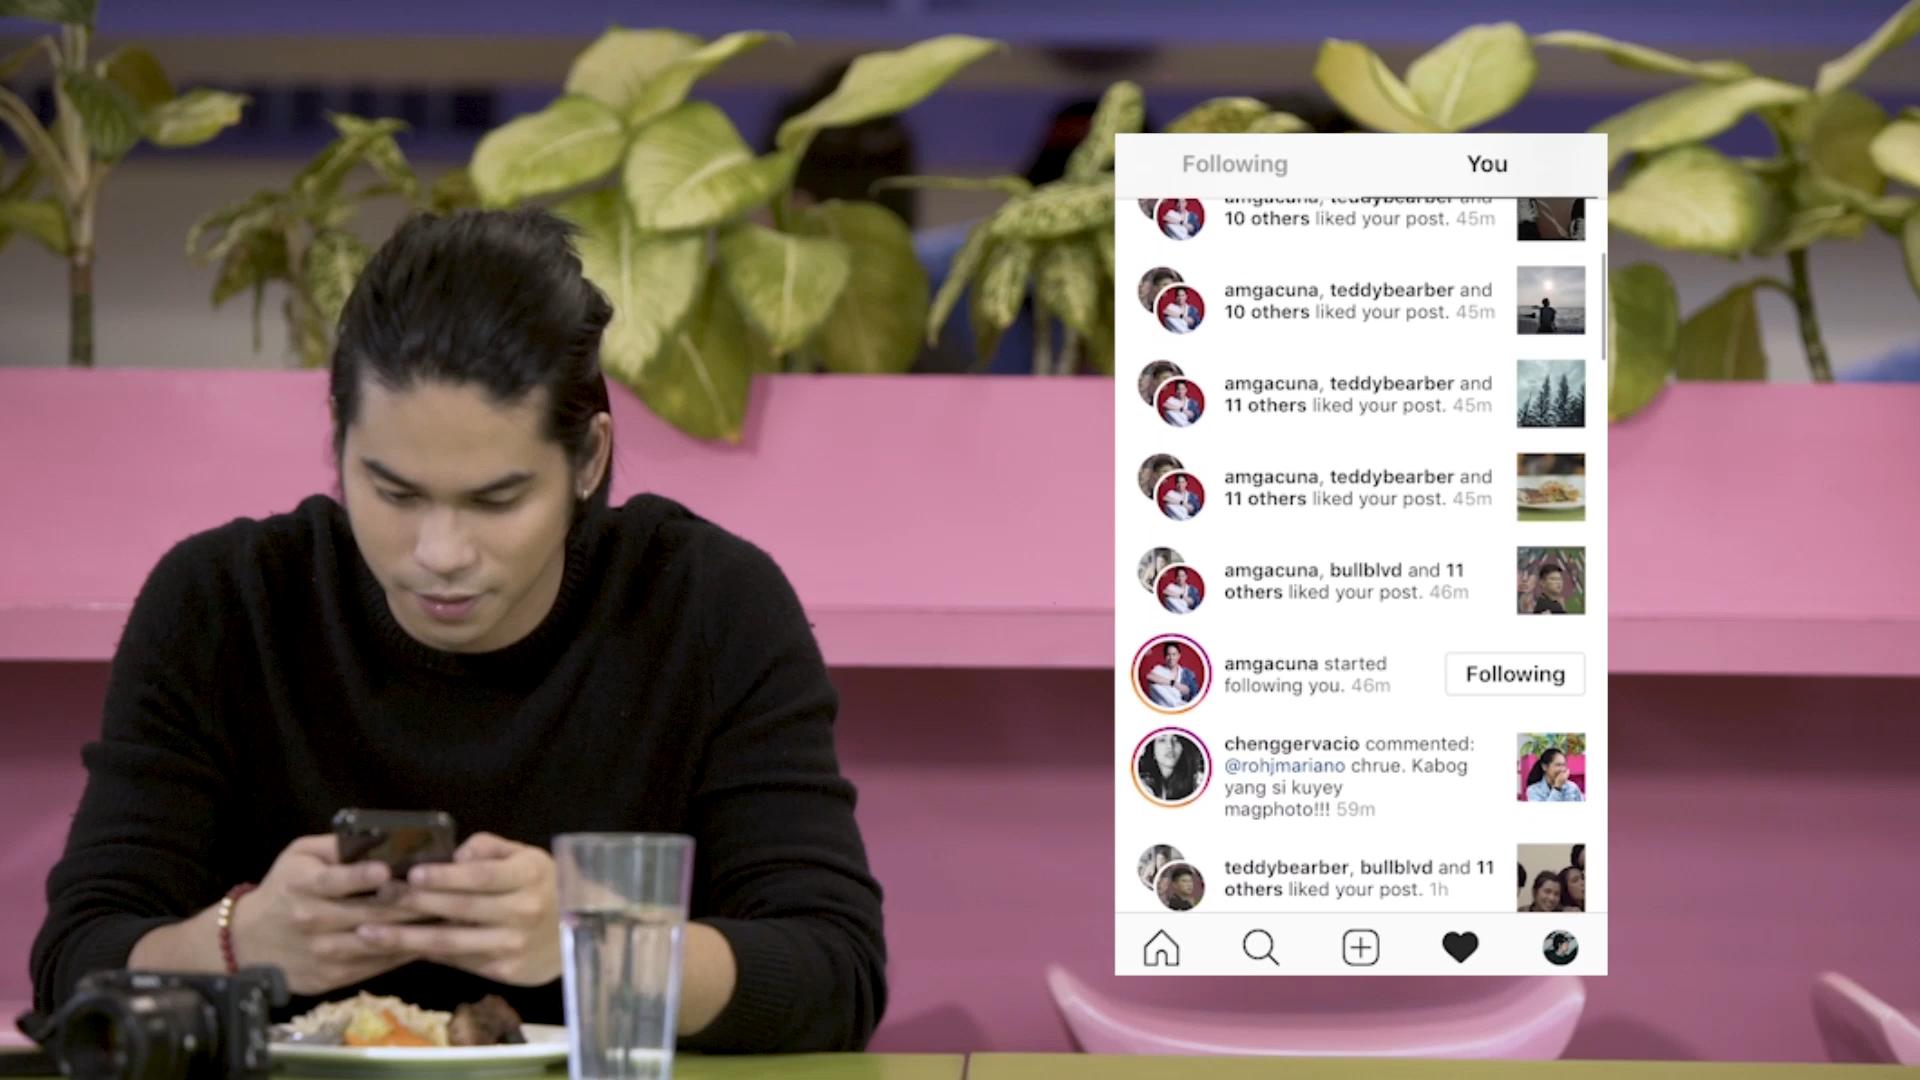 Following
You
amgacuna, teddybearber and
10 others liked your post. 45m
amgacuna, teddybearber and
10 others liked your post. 45m
amgacuna, teddybearber and
11 others liked your post. 45m
amgacuna, teddybearber and
11 others liked your post. 45m
amgacuna, bullblvd and 11
others liked your post. 46m
amgacuna started
following you. 46m
Following
chenggervacio commented:
@rohjmariano chrue. Kabog
yang si kuyey
magphoto!!! 59m
teddybearber, bullblvd and 11
others liked your post. 1h